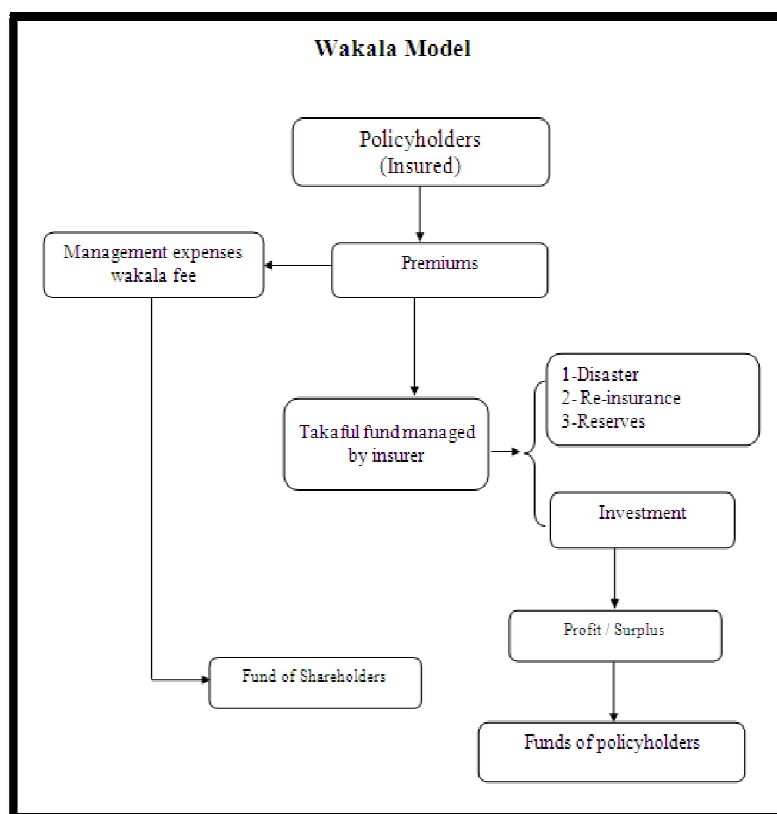 Wakala Model
Policyholders
(Insured)
Management expenses
wakala fee
Premiums
1-Disaster
2- Re-insurance
3-Reserves
Takaful fund managed
by insurer
Investment
Profit / Surplus
Fund of Shareholders
Funds of policyholders